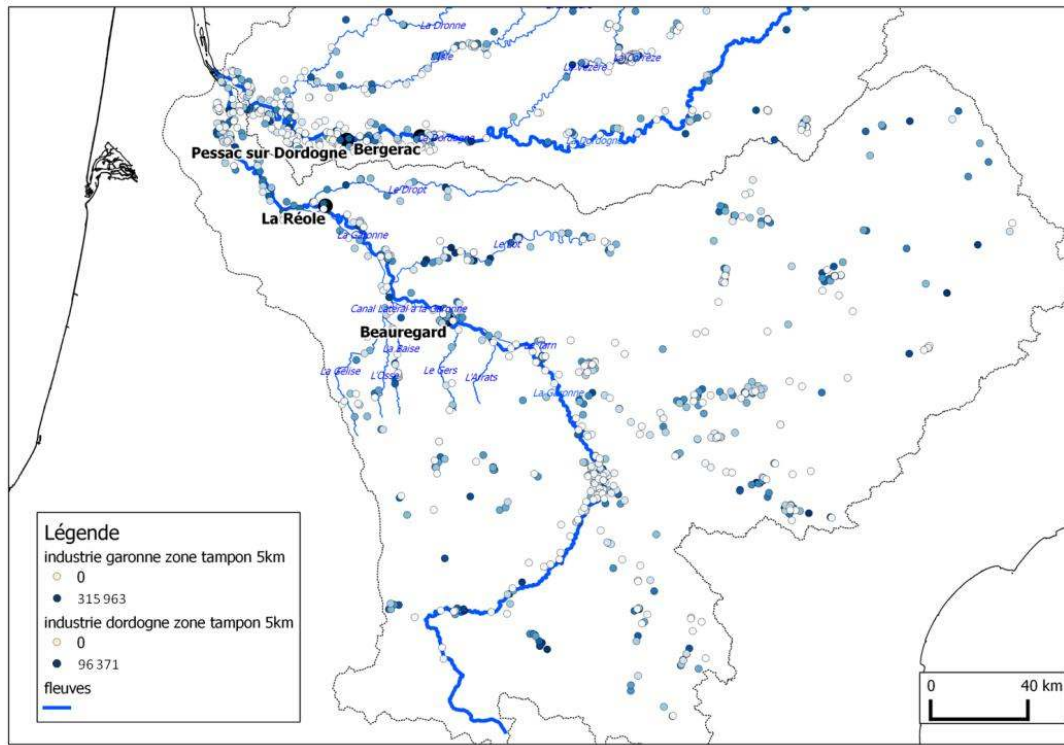 La Dronne
L'Isle
La Vézère
La Corrèze
Pessac sur Dordogne
Bergerac
La Dordogne
La Dordogne
Le Dropt
La Réole
La Garonne
Le Lot
Canal Latéral à la Garonne
Beauregard
La Baïse
Le Tarn
La Gélise
L'Osse
Le Gers
L'Arrats
La Garonne
Légende
industrie garonne zone tampon 5km
0
315 963
industrie dordogne zone tampon 5km
0
96 371
fleuves
0 40 km